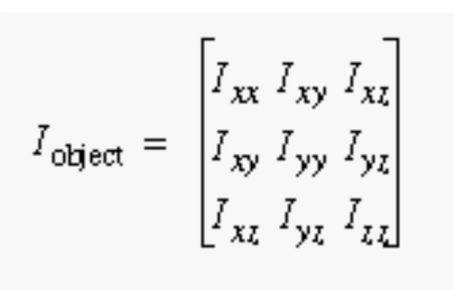 I_object = [ I_xx I_xy I_xz
I_xy I_yy I_yz
I_xz I_yz I_zz ]